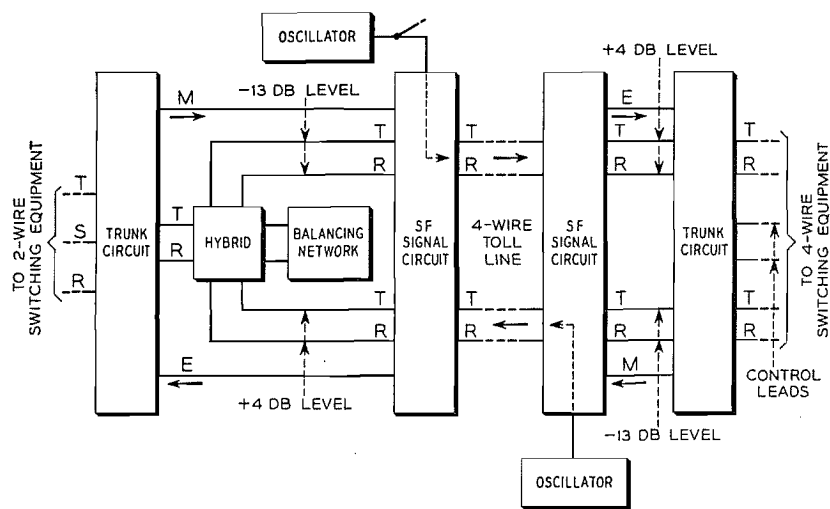 OSCILLATOR
+4 DB LEVEL
M
-13 DB LEVEL
E
T
T
T
T
R
R
R
R
T
S
R
TO 2-WIRE
SWITCHING EQUIPMENT
TRUNK
CIRCUIT
T
R
HYBRID
BALANCING
NETWORK
SF
SIGNAL
CIRCUIT
4-WIRE
TOLL
LINE
SF
SIGNAL
CIRCUIT
TRUNK
CIRCUIT
TO 4-WIRE
SWITCHING EQUIPMENT
T
T
T
T
R
R
R
R
E
M
+4 DB LEVEL
CONTROL
LEADS
-13 DB LEVEL
OSCILLATOR